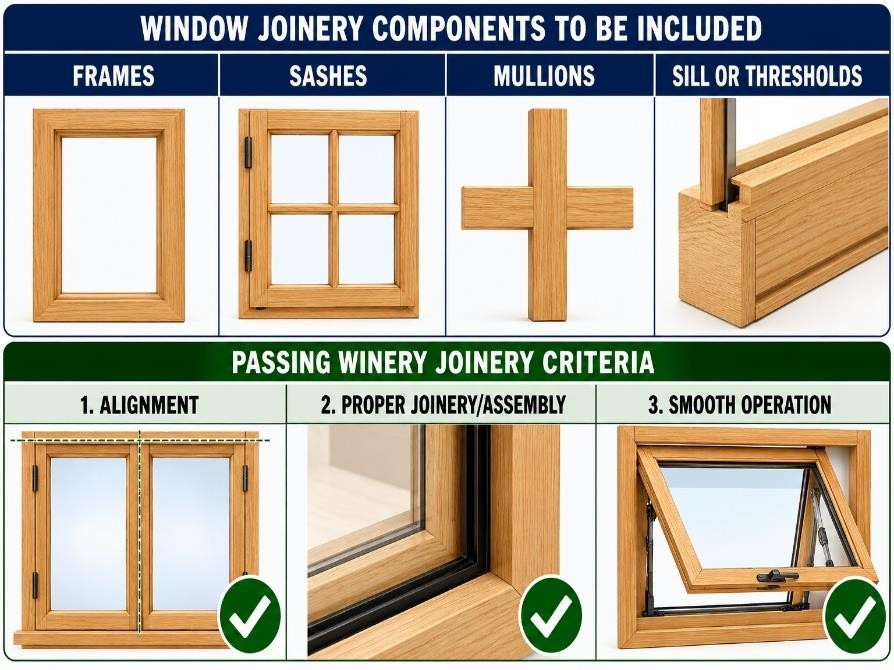 WINDOW JOINERY COMPONENTS TO BE INCLUDED
FRAMES
SASHES
MULLIONS
SILL OR THRESHOLDS
PASSING WINERY JOINERY CRITERIA
1. ALIGNMENT
2. PROPER JOINERY/ASSEMBLY
3. SMOOTH OPERATION